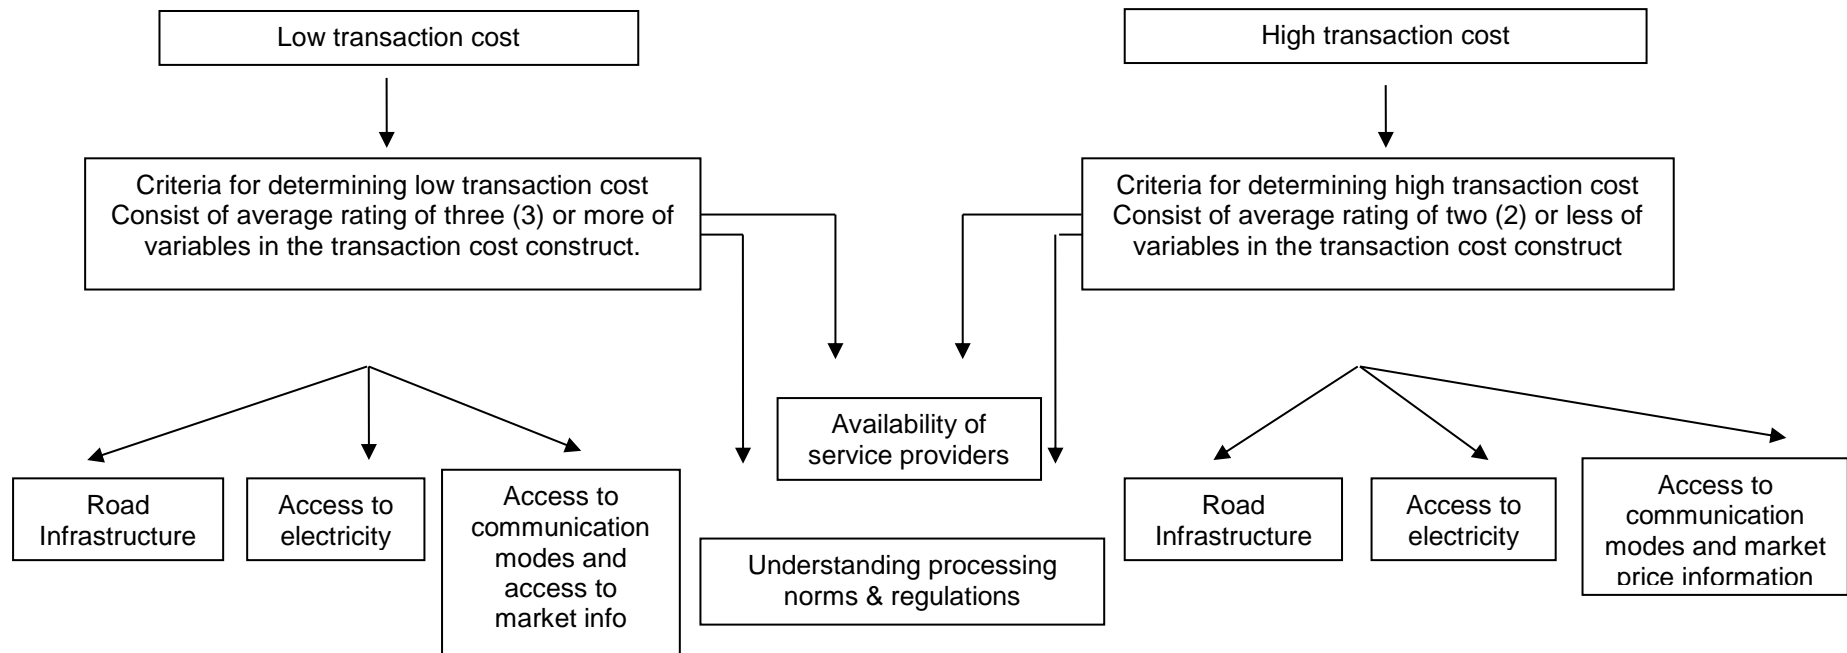 Low transaction cost
High transaction cost
Criteria for determining low transaction cost
Consist of average rating of three (3) or more of
variables in the transaction cost construct.
Criteria for determining high transaction cost
Consist of average rating of two (2) or less of
variables in the transaction cost construct
Availability of
service providers
Road
Infrastructure
Access to
electricity
Access to
communication
modes and
access to
market info
Understanding processing
norms & regulations
Road
Infrastructure
Access to
electricity
Access to
communication
modes and market
price information